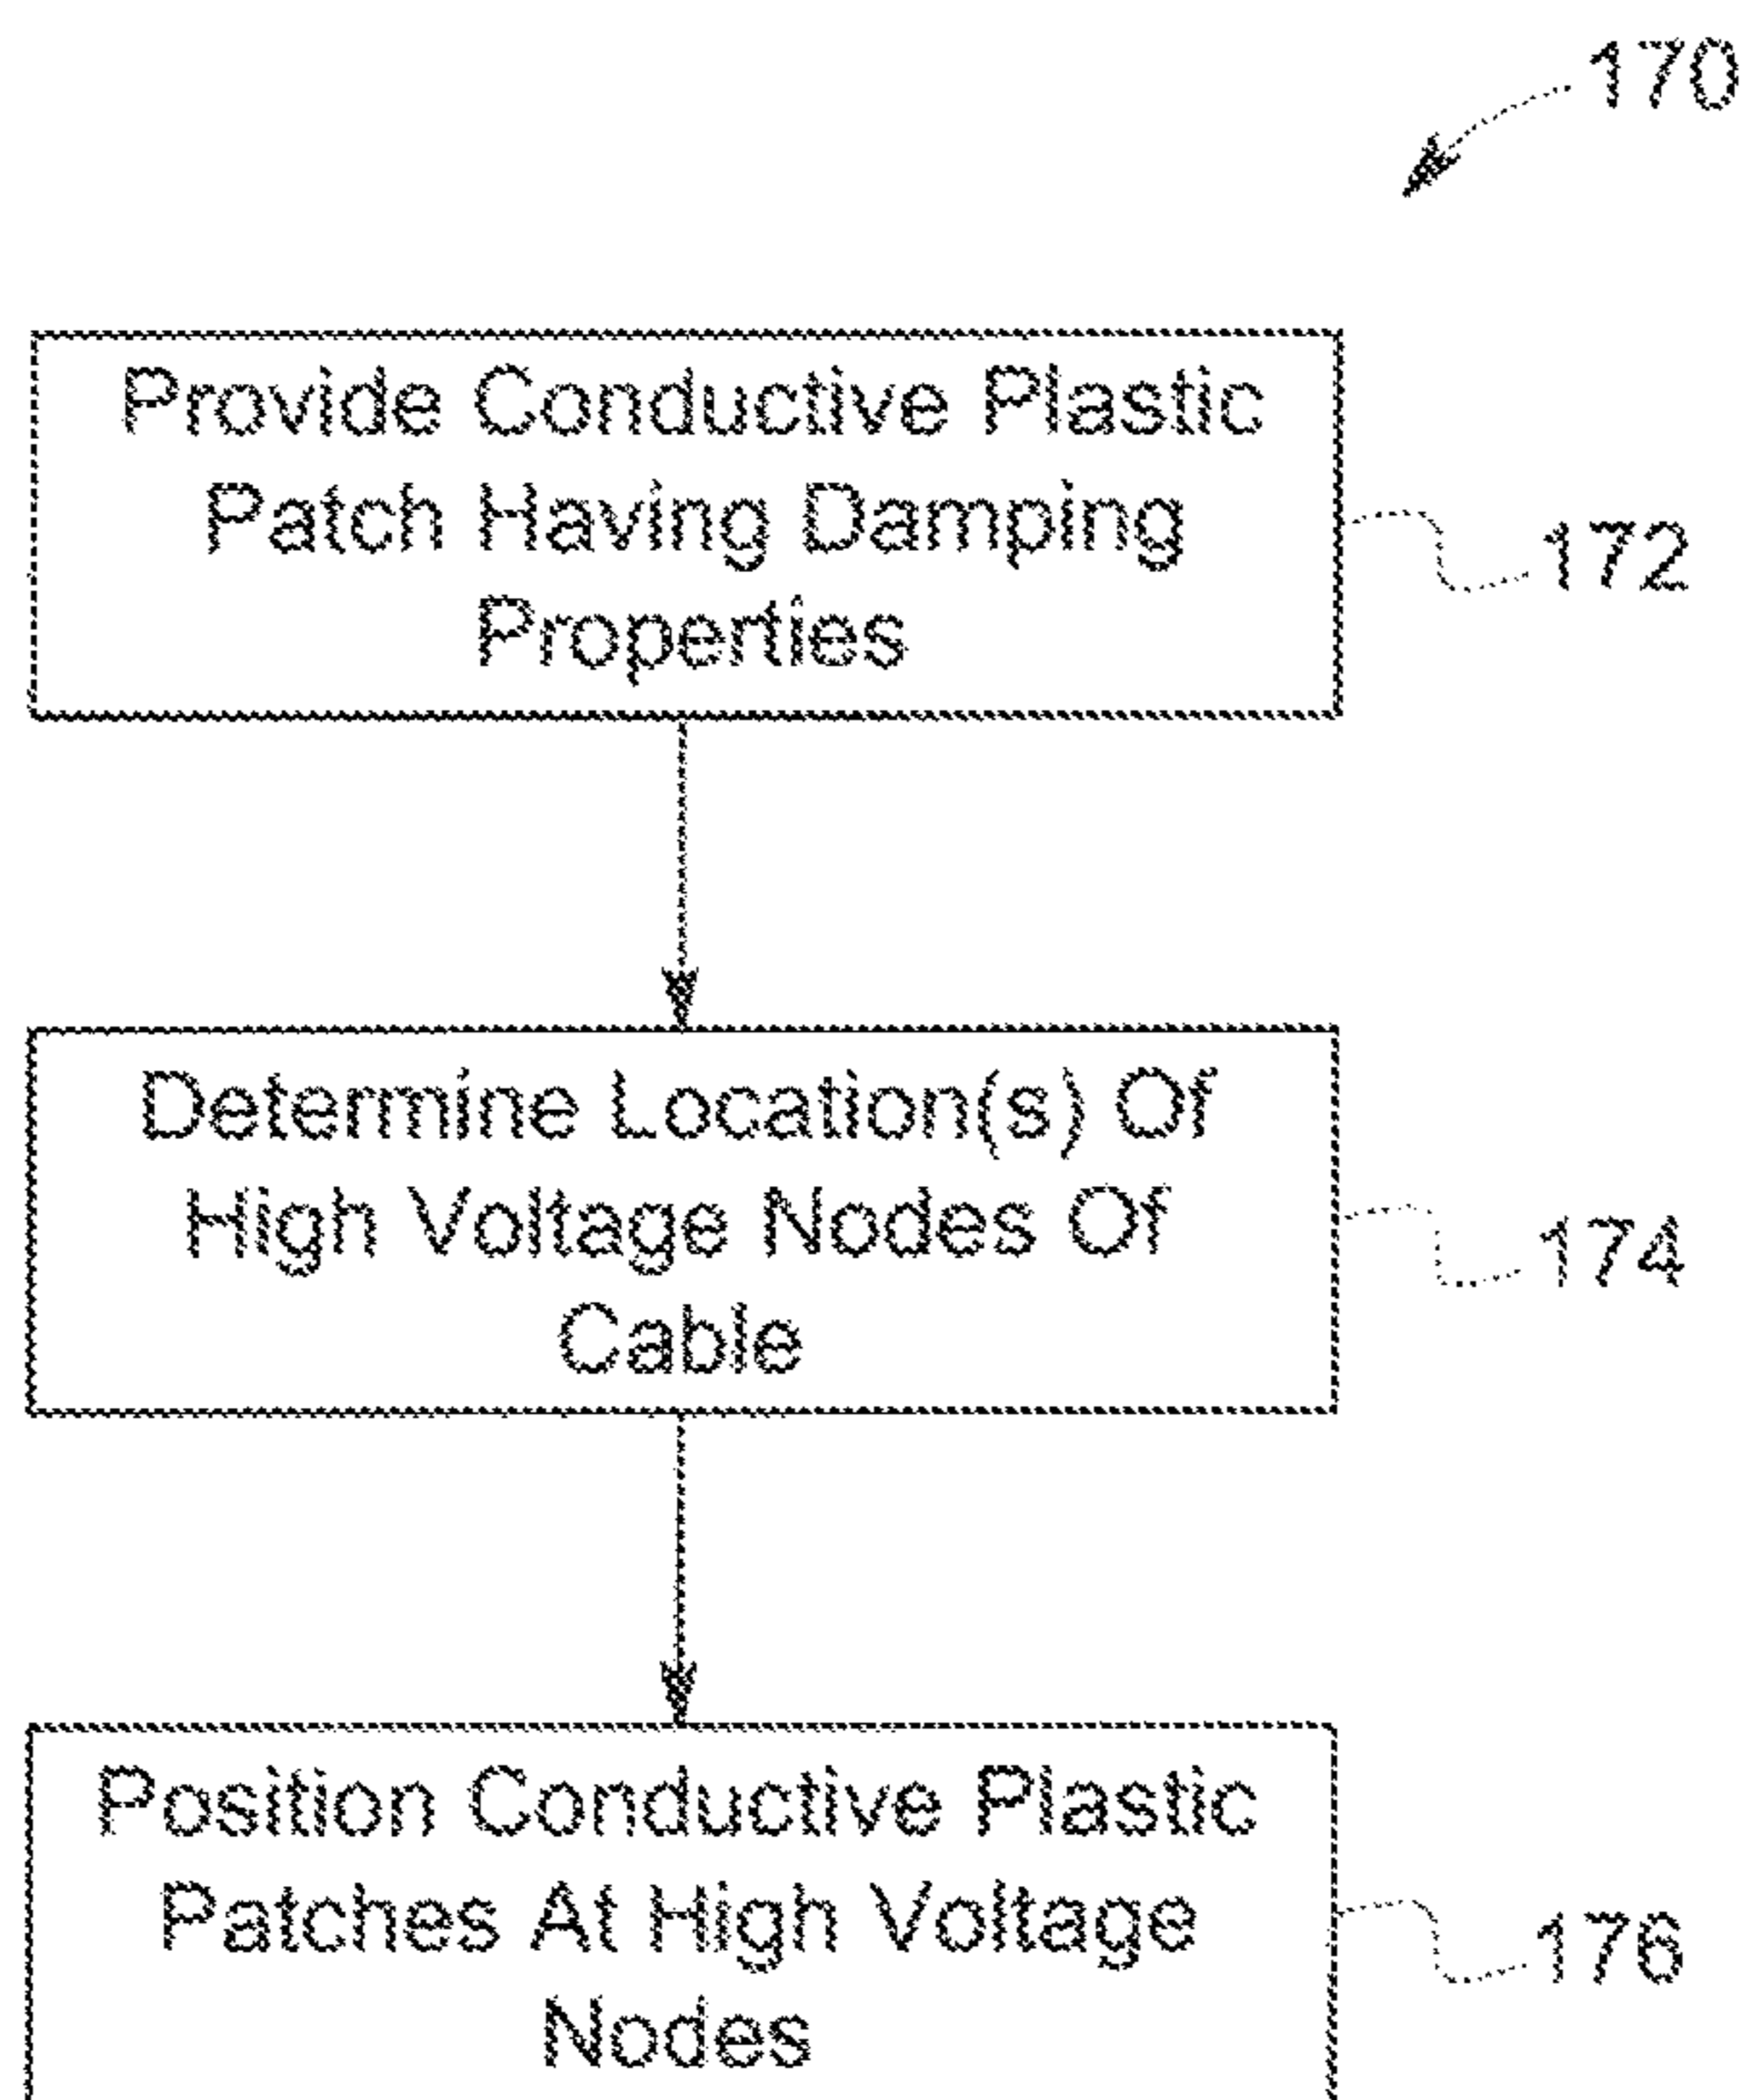 170
Provide Conductive Plastic
Patch Having Damping
Properties
172
Determine Location(s) Of
High Voltage Nodes Of
Cable
174
Position Conductive Plastic
Patches At High Voltage
Nodes
176